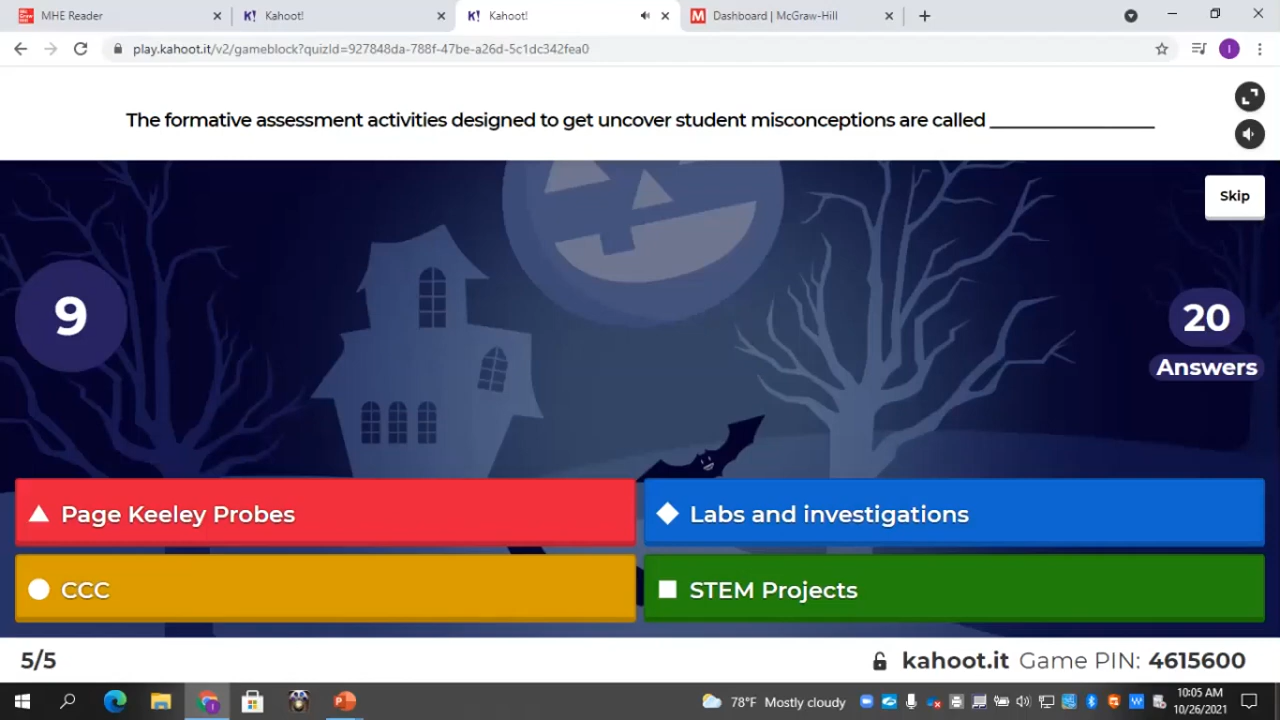 MHE Reader
Kahoot!
Kahoot!
Dashboard | McGraw-Hill
play.kahoot.it/v2/gameblock?quizId=927848da-788f-47be-a26d-5c1dc342fea0
I
The formative assessment activities designed to get uncover student misconceptions are called _______________
Skip
9
20
Answers
Page Keeley Probes
Labs and investigations
CCC
STEM Projects
5/5
kahoot.it Game PIN: 4615600
78°F Mostly cloudy
10:05 AM
10/26/2021